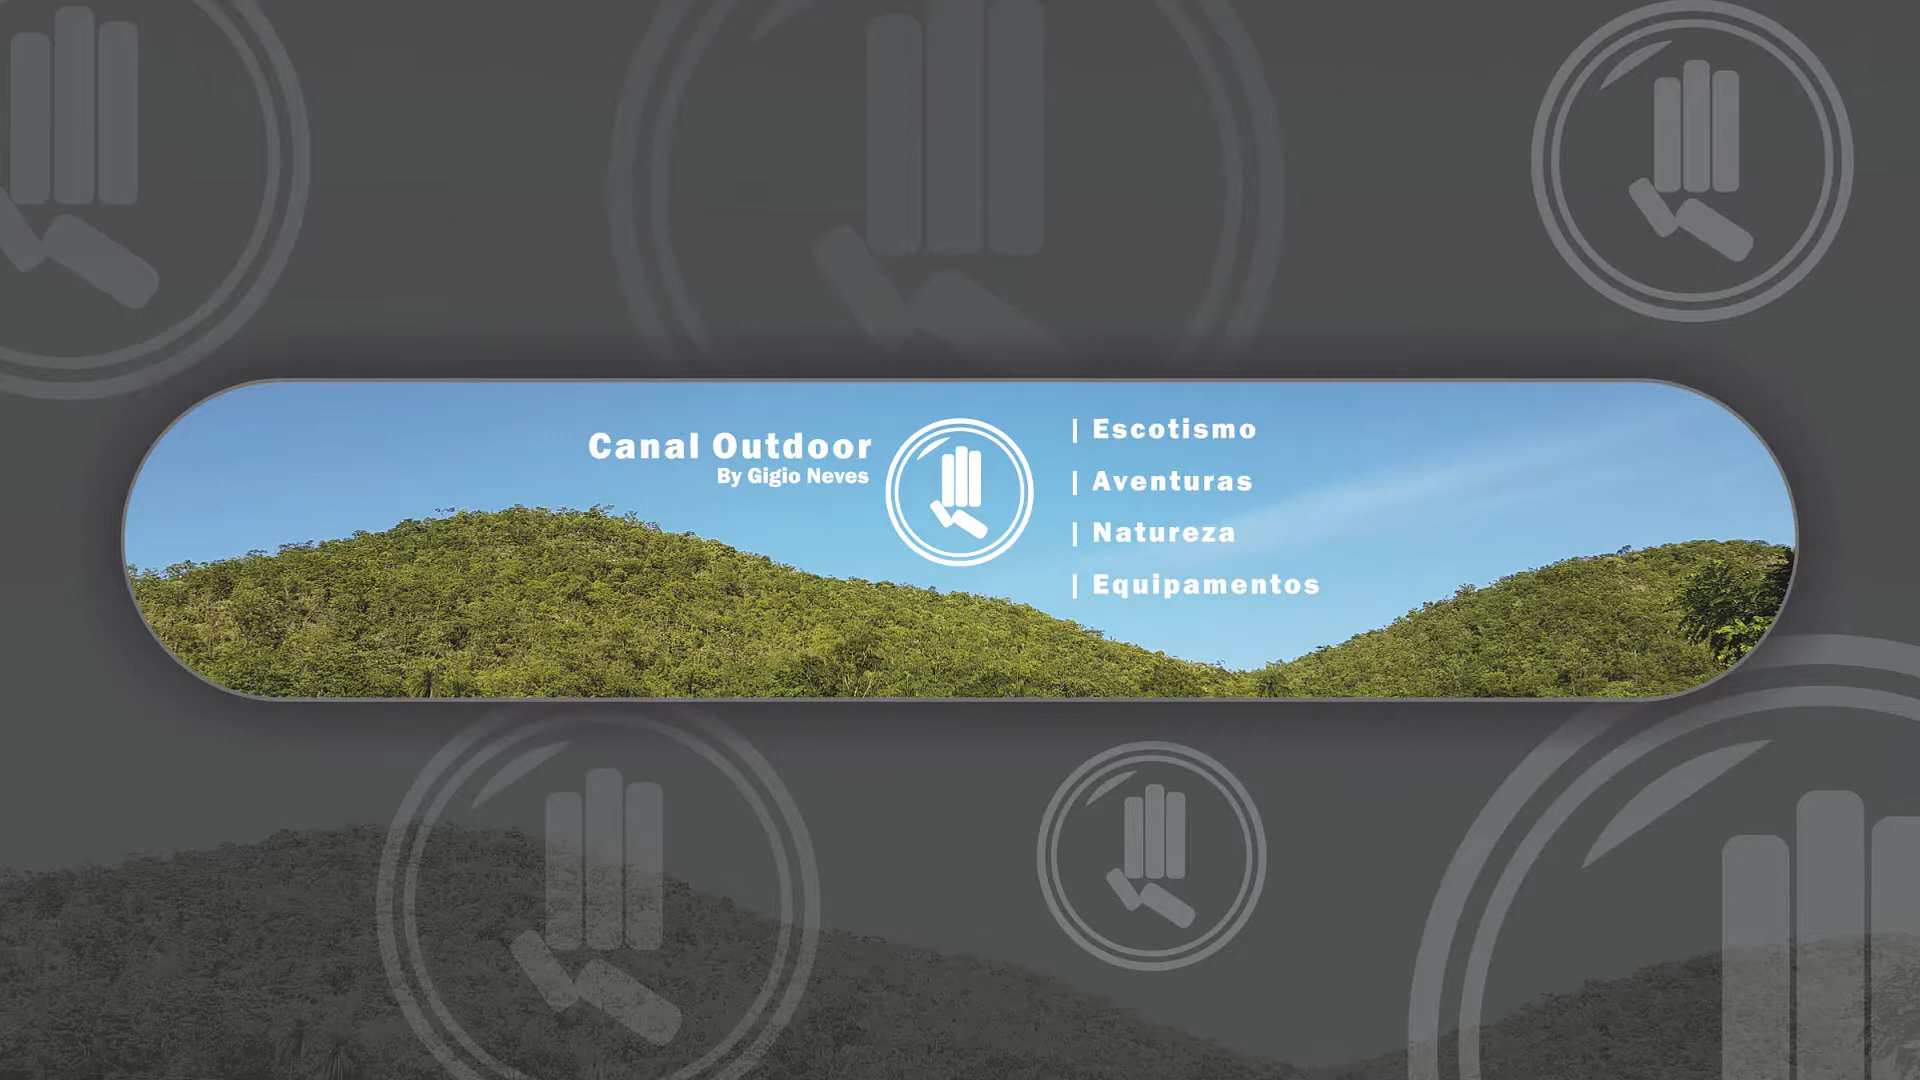 Canal Outdoor
By Gigio Neves
| Escotismo
| Aventuras
| Natureza
| Equipamentos